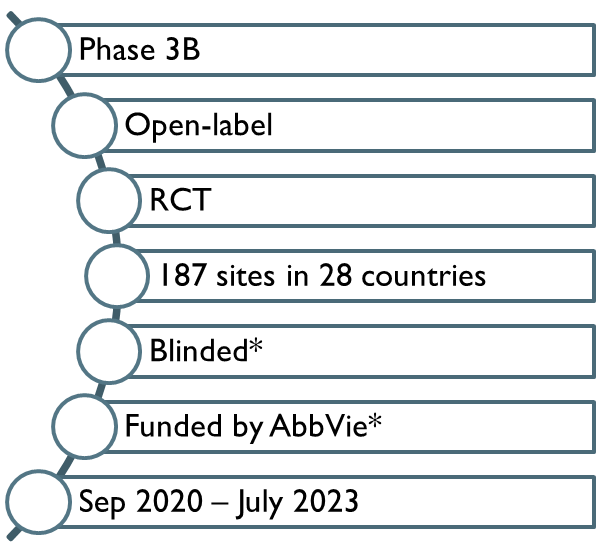 Phase 3B
Open-label
RCT
187 sites in 28 countries
Blinded*
Funded by AbbVie*
Sep 2020 – July 2023